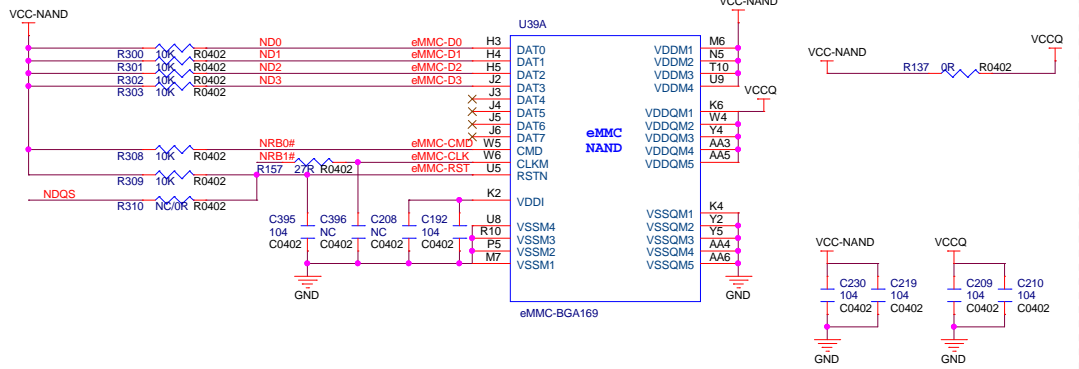 VCC-NAND
R300 10K R0402 ND0 eMMC-D0
R301 10K R0402 ND1 eMMC-D1
R302 10K R0402 ND2 eMMC-D2
R303 10K R0402 ND3 eMMC-D3
R308 10K R0402 NRB0# eMMC-CMD
NRB1# R157 27R R0402 eMMC-CLK
R309 10K R0402 eMMC-RST
NDQS R310 NC/0R R0402
C395 104 C0402
C396 NC C0402
C208 NC C0402
C192 104 C0402
GND
U39A
H3 DAT0
H4 DAT1
H5 DAT2
J2 DAT3
J3 DAT4
J4 DAT5
J5 DAT6
J6 DAT7
W5 CMD
W6 CLKM
U5 RSTN
K2 VDDI
U8 VSSM4
R10 VSSM3
P5 VSSM2
M7 VSSM1
eMMC
NAND
VCC-NAND
VDDM1 M6
VDDM2 N5
VDDM3 T10
VDDM4 U9
VCCQ
VDDQM1 K6
VDDQM2 W4
VDDQM3 Y4
VDDQM4 AA3
VDDQM5 AA5
VSSQM1 K4
VSSQM2 Y2
VSSQM3 Y5
VSSQM4 AA4
VSSQM5 AA6
GND
eMMC-BGA169
VCC-NAND R137 0R R0402 VCCQ
VCC-NAND
C230 104 C0402
C219 104 C0402
GND
VCCQ
C209 104 C0402
C210 104 C0402
GND